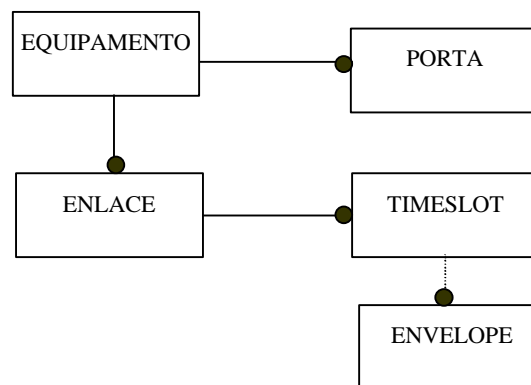 EQUIPAMENTO
PORTA
ENLACE
TIMESLOT
ENVELOPE